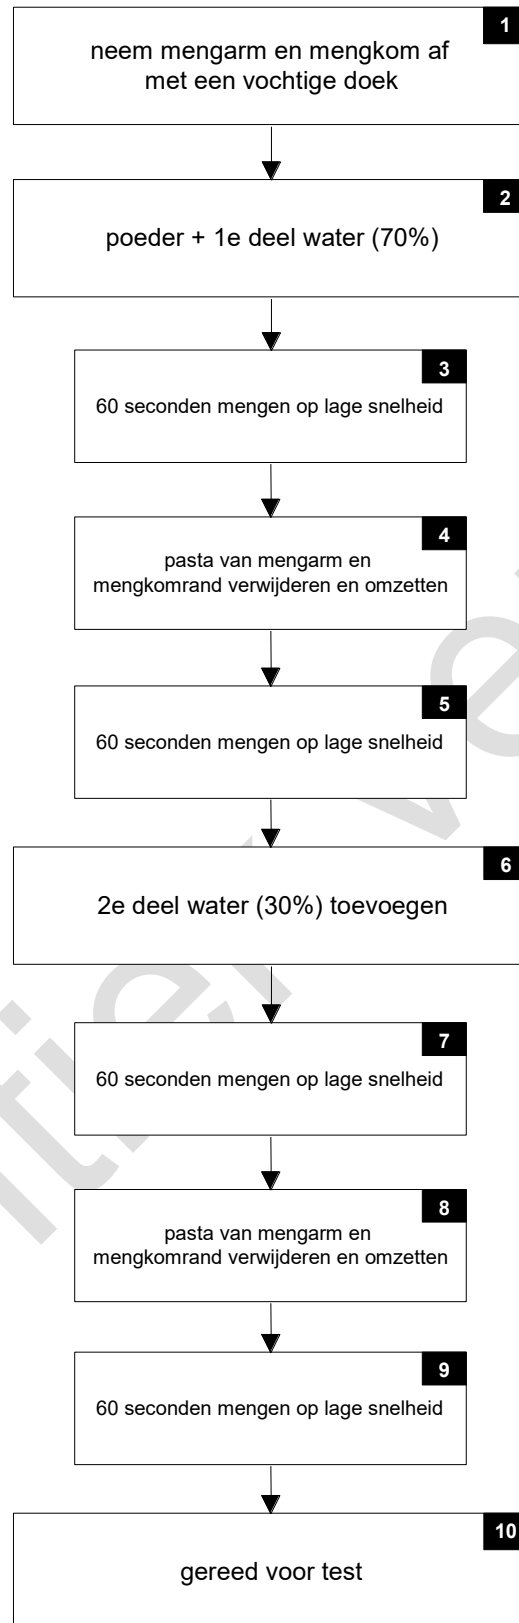 1
neem mengarm en mengkom af
met een vochtige doek
2
poeder + 1e deel water (70%)
3
60 seconden mengen op lage snelheid
4
pasta van mengarm en
mengkomrand verwijderen en omzetten
5
60 seconden mengen op lage snelheid
6
2e deel water (30%) toevoegen
7
60 seconden mengen op lage snelheid
8
pasta van mengarm en
mengkomrand verwijderen en omzetten
9
60 seconden mengen op lage snelheid
10
gereed voor test